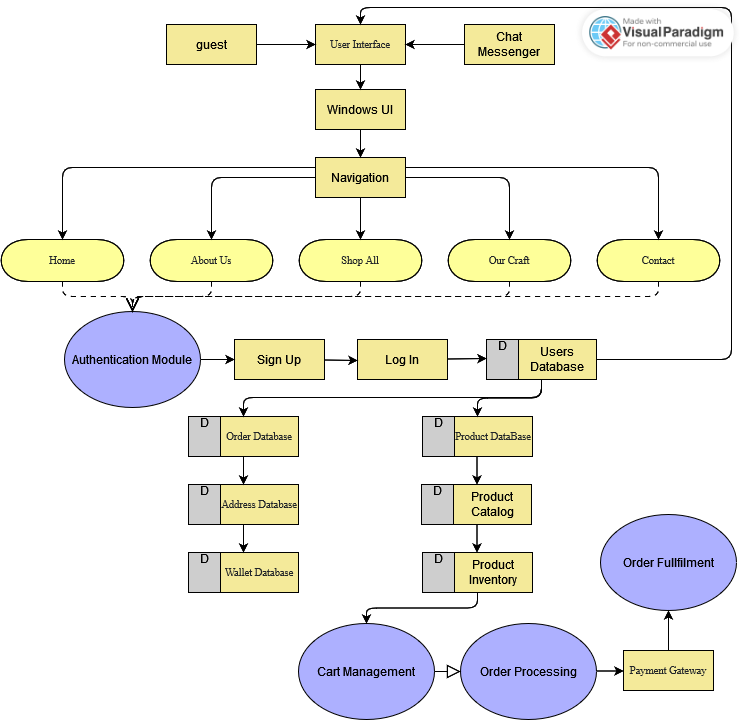 Made with
VisualParadigm
For non-commercial use
guest
User Interface
Chat
Messenger
Windows UI
Navigation
Home
About Us
Shop All
Our Craft
Contact
Authentication Module
Sign Up
Log In
D
Users
Database
D
Order Database
D
Product DataBase
D
Address Database
D
Product
Catalog
D
Wallet Database
D
Product
Inventory
Order Fullfilment
Cart Management
Order Processing
Payment Gateway